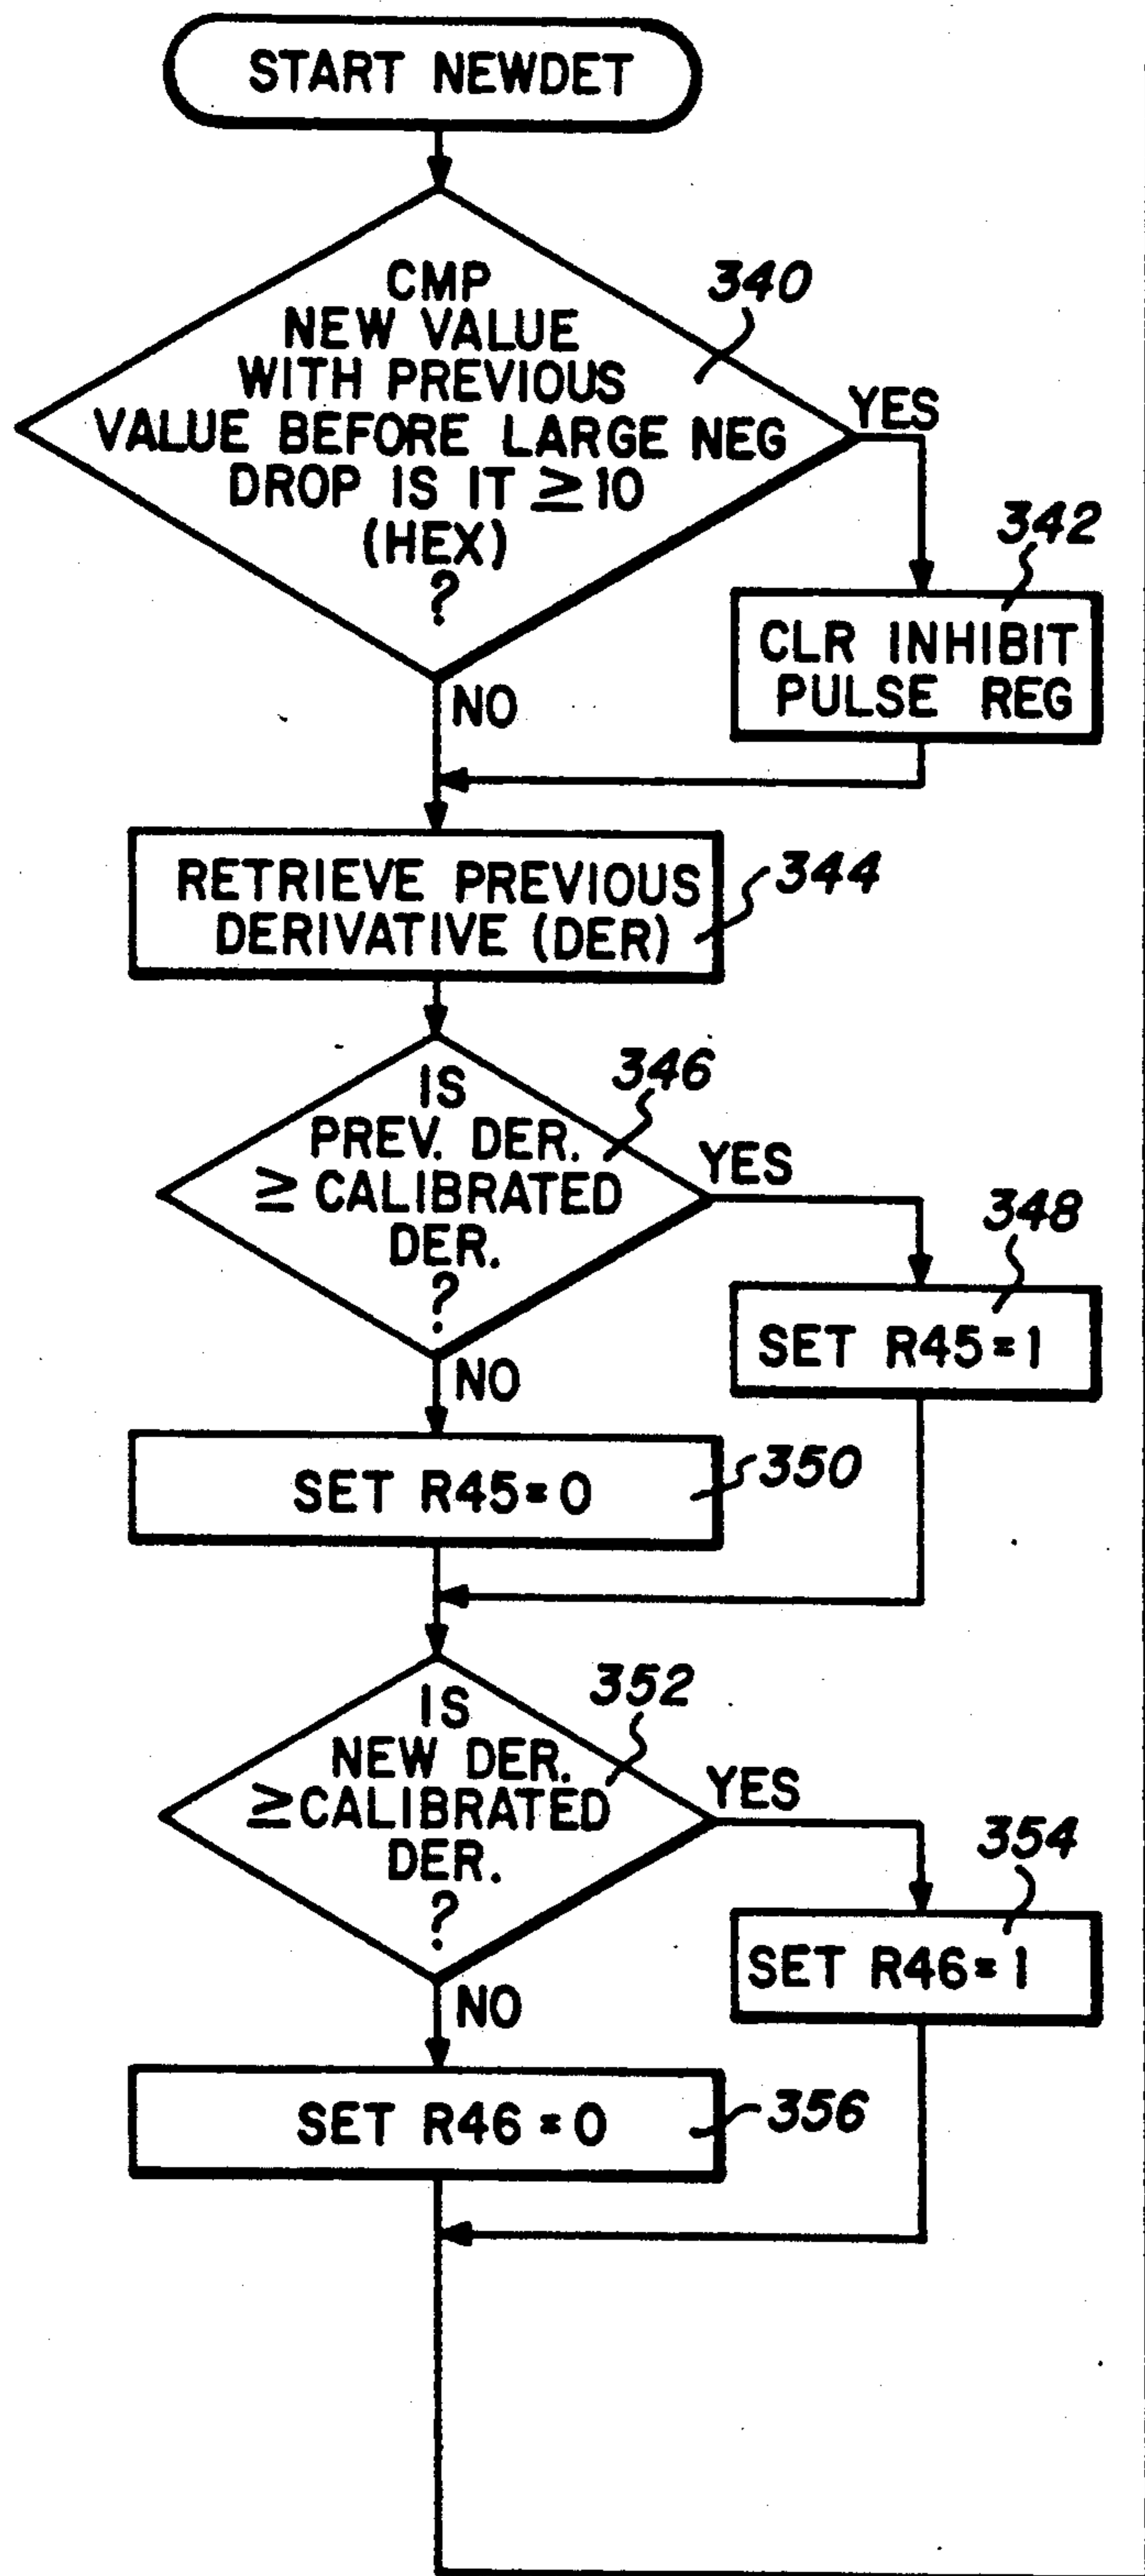 START NEWDET
CMP
NEW VALUE
WITH PREVIOUS
VALUE BEFORE LARGE NEG
DROP IS IT ≥ 10
(HEX)
?
340
YES
342
CLR INHIBIT
PULSE REG
NO
RETRIEVE PREVIOUS
DERIVATIVE (DER)
344
IS
PREV. DER.
≥ CALIBRATED
DER.
?
346
YES
348
SET R45=1
NO
SET R45=0
350
IS
NEW DER.
≥CALIBRATED
DER.
?
352
YES
354
SET R46=1
NO
SET R46=0
356